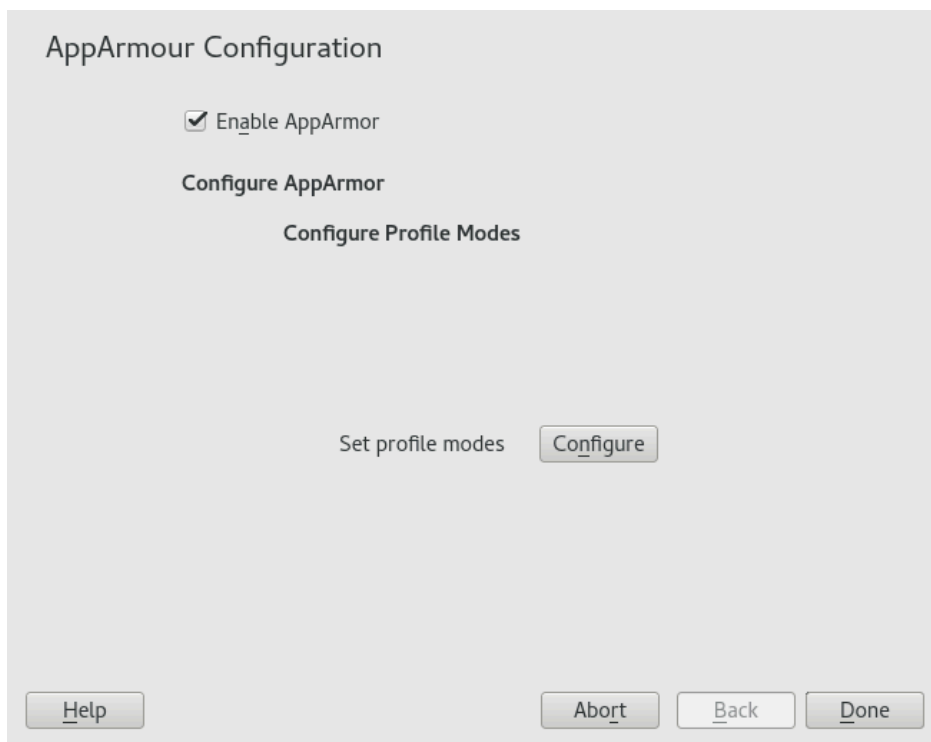 AppArmour Configuration
Enable AppArmor
Configure AppArmor
Configure Profile Modes
Set profile modes Configure
Help Abort Back Done